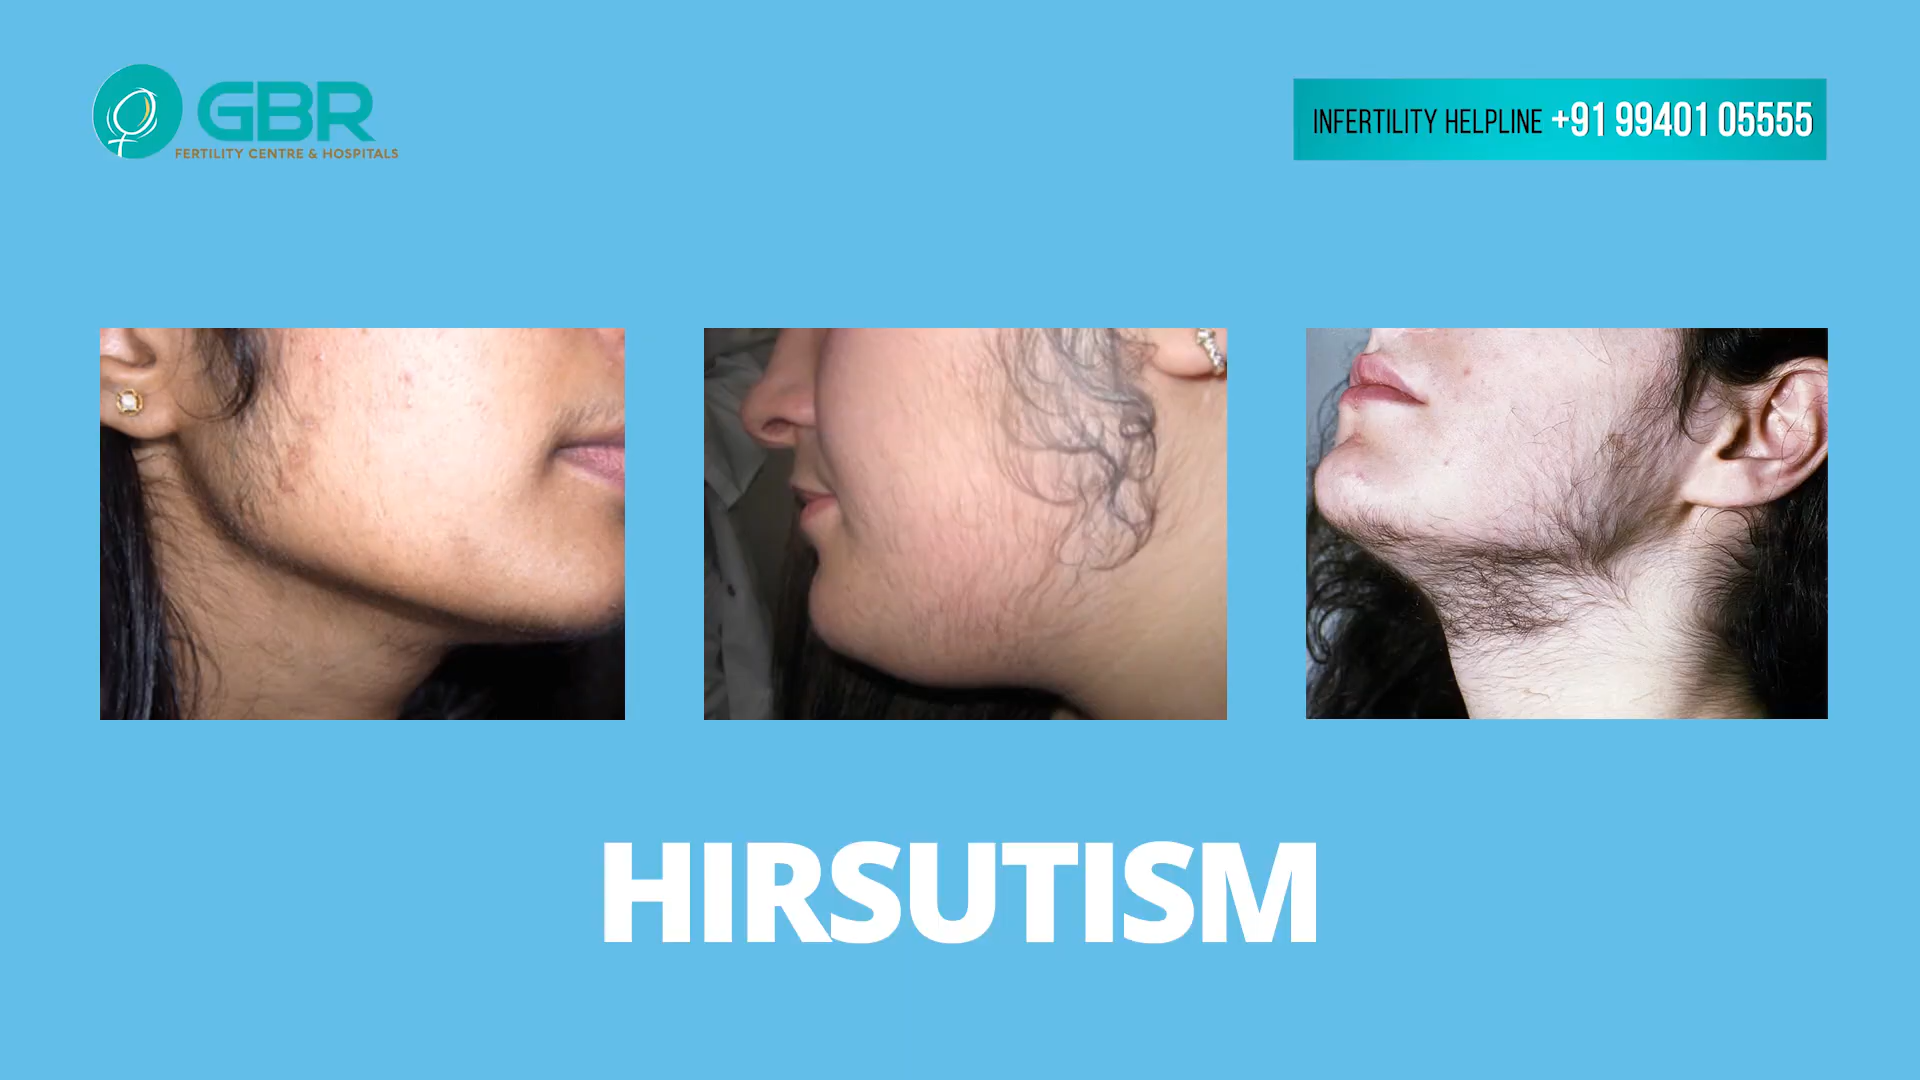 GBR
FERTILITY CENTRE & HOSPITALS
INFERTILITY HELPLINE +91 99401 05555
HIRSUTISM